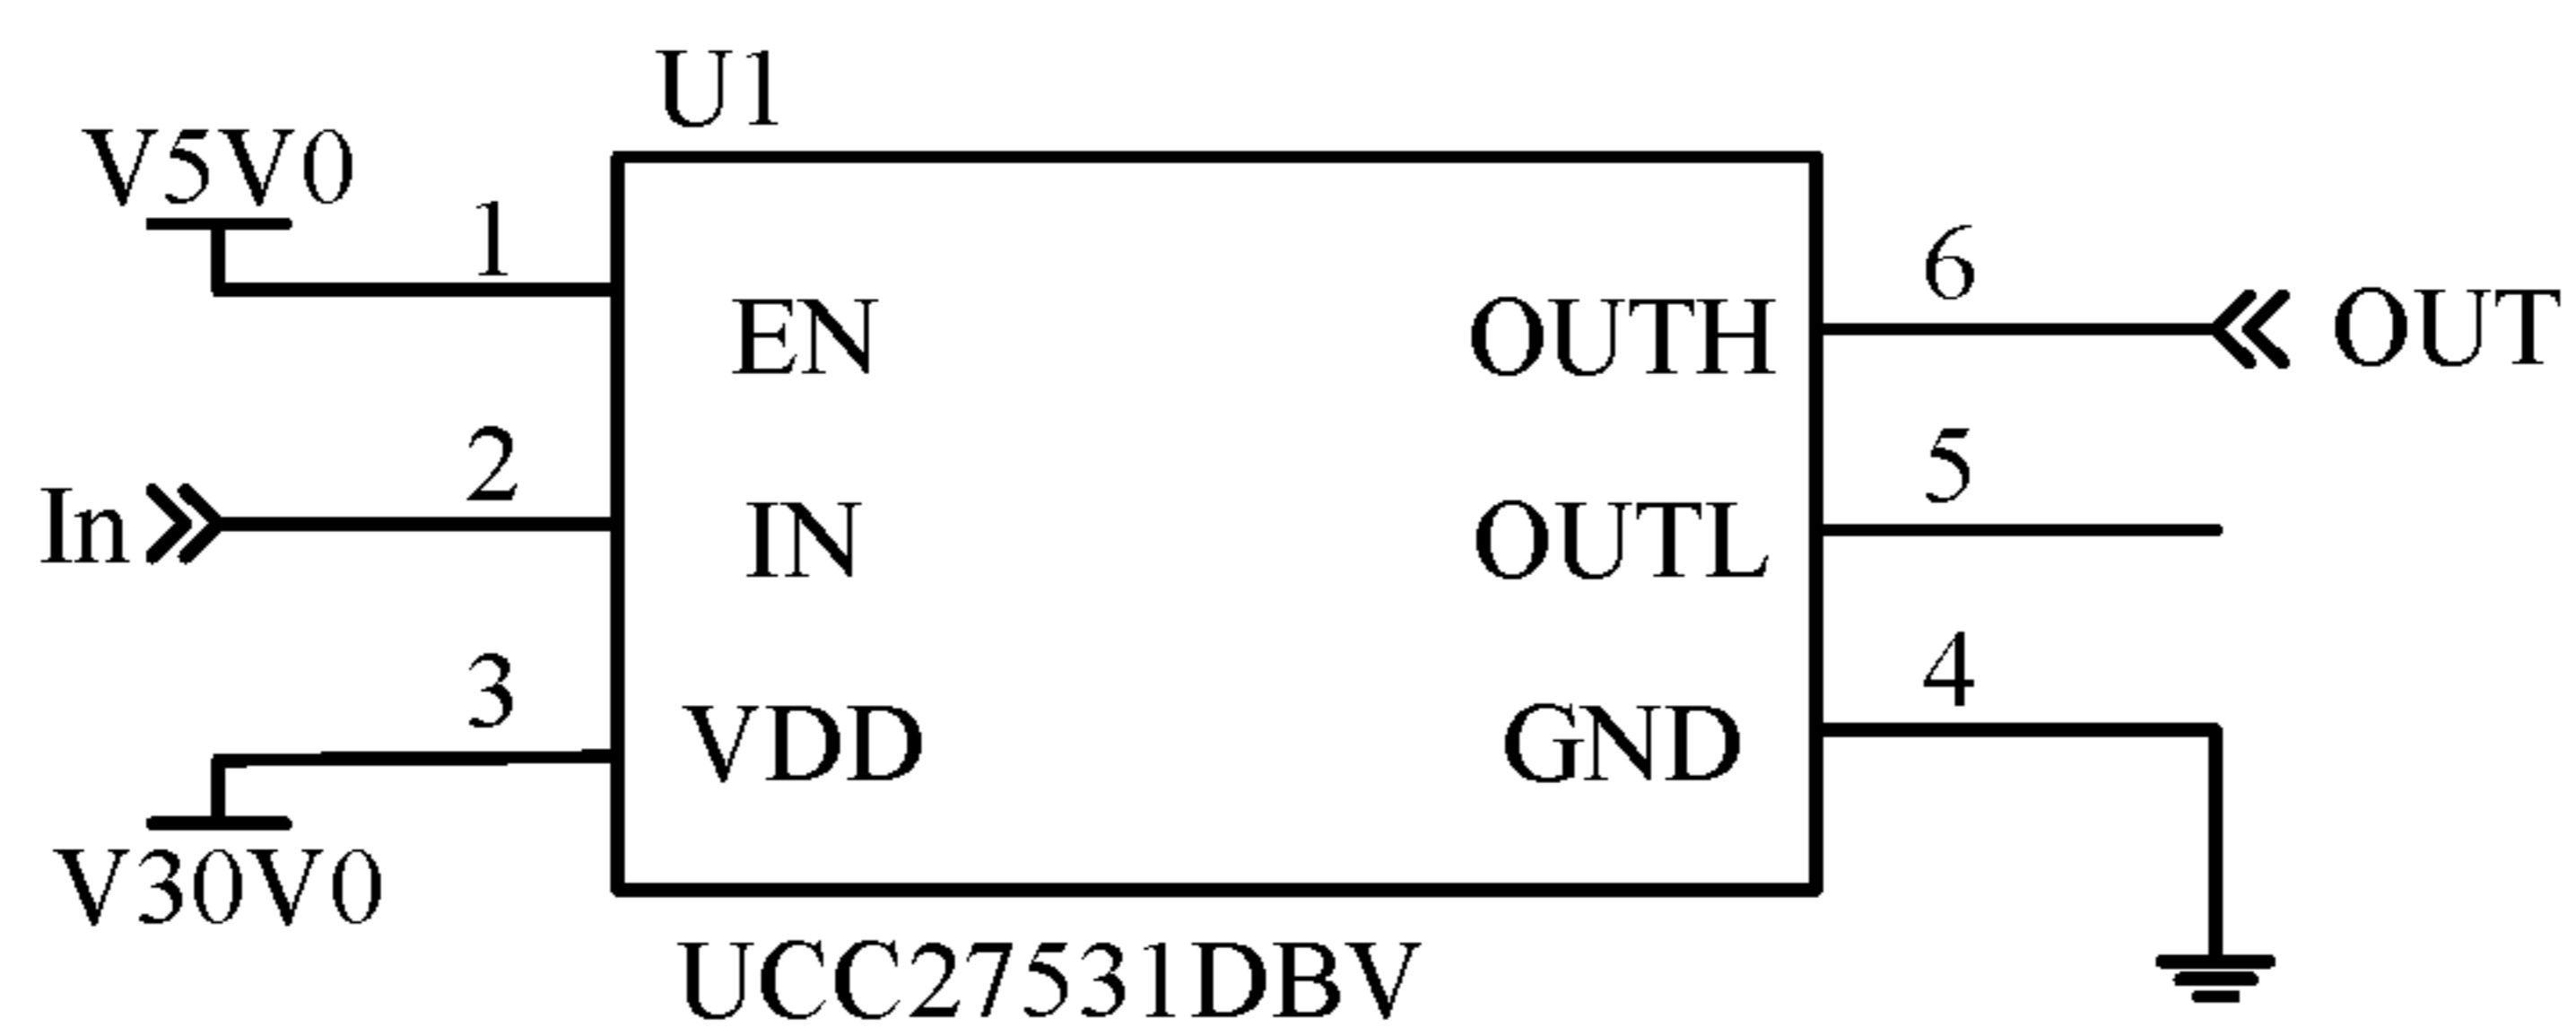 U1
V5V0
1
EN
OUTH
6
OUT
In
2
IN
OUTL
5
3
VDD
GND
4
V30V0
UCC27531DBV